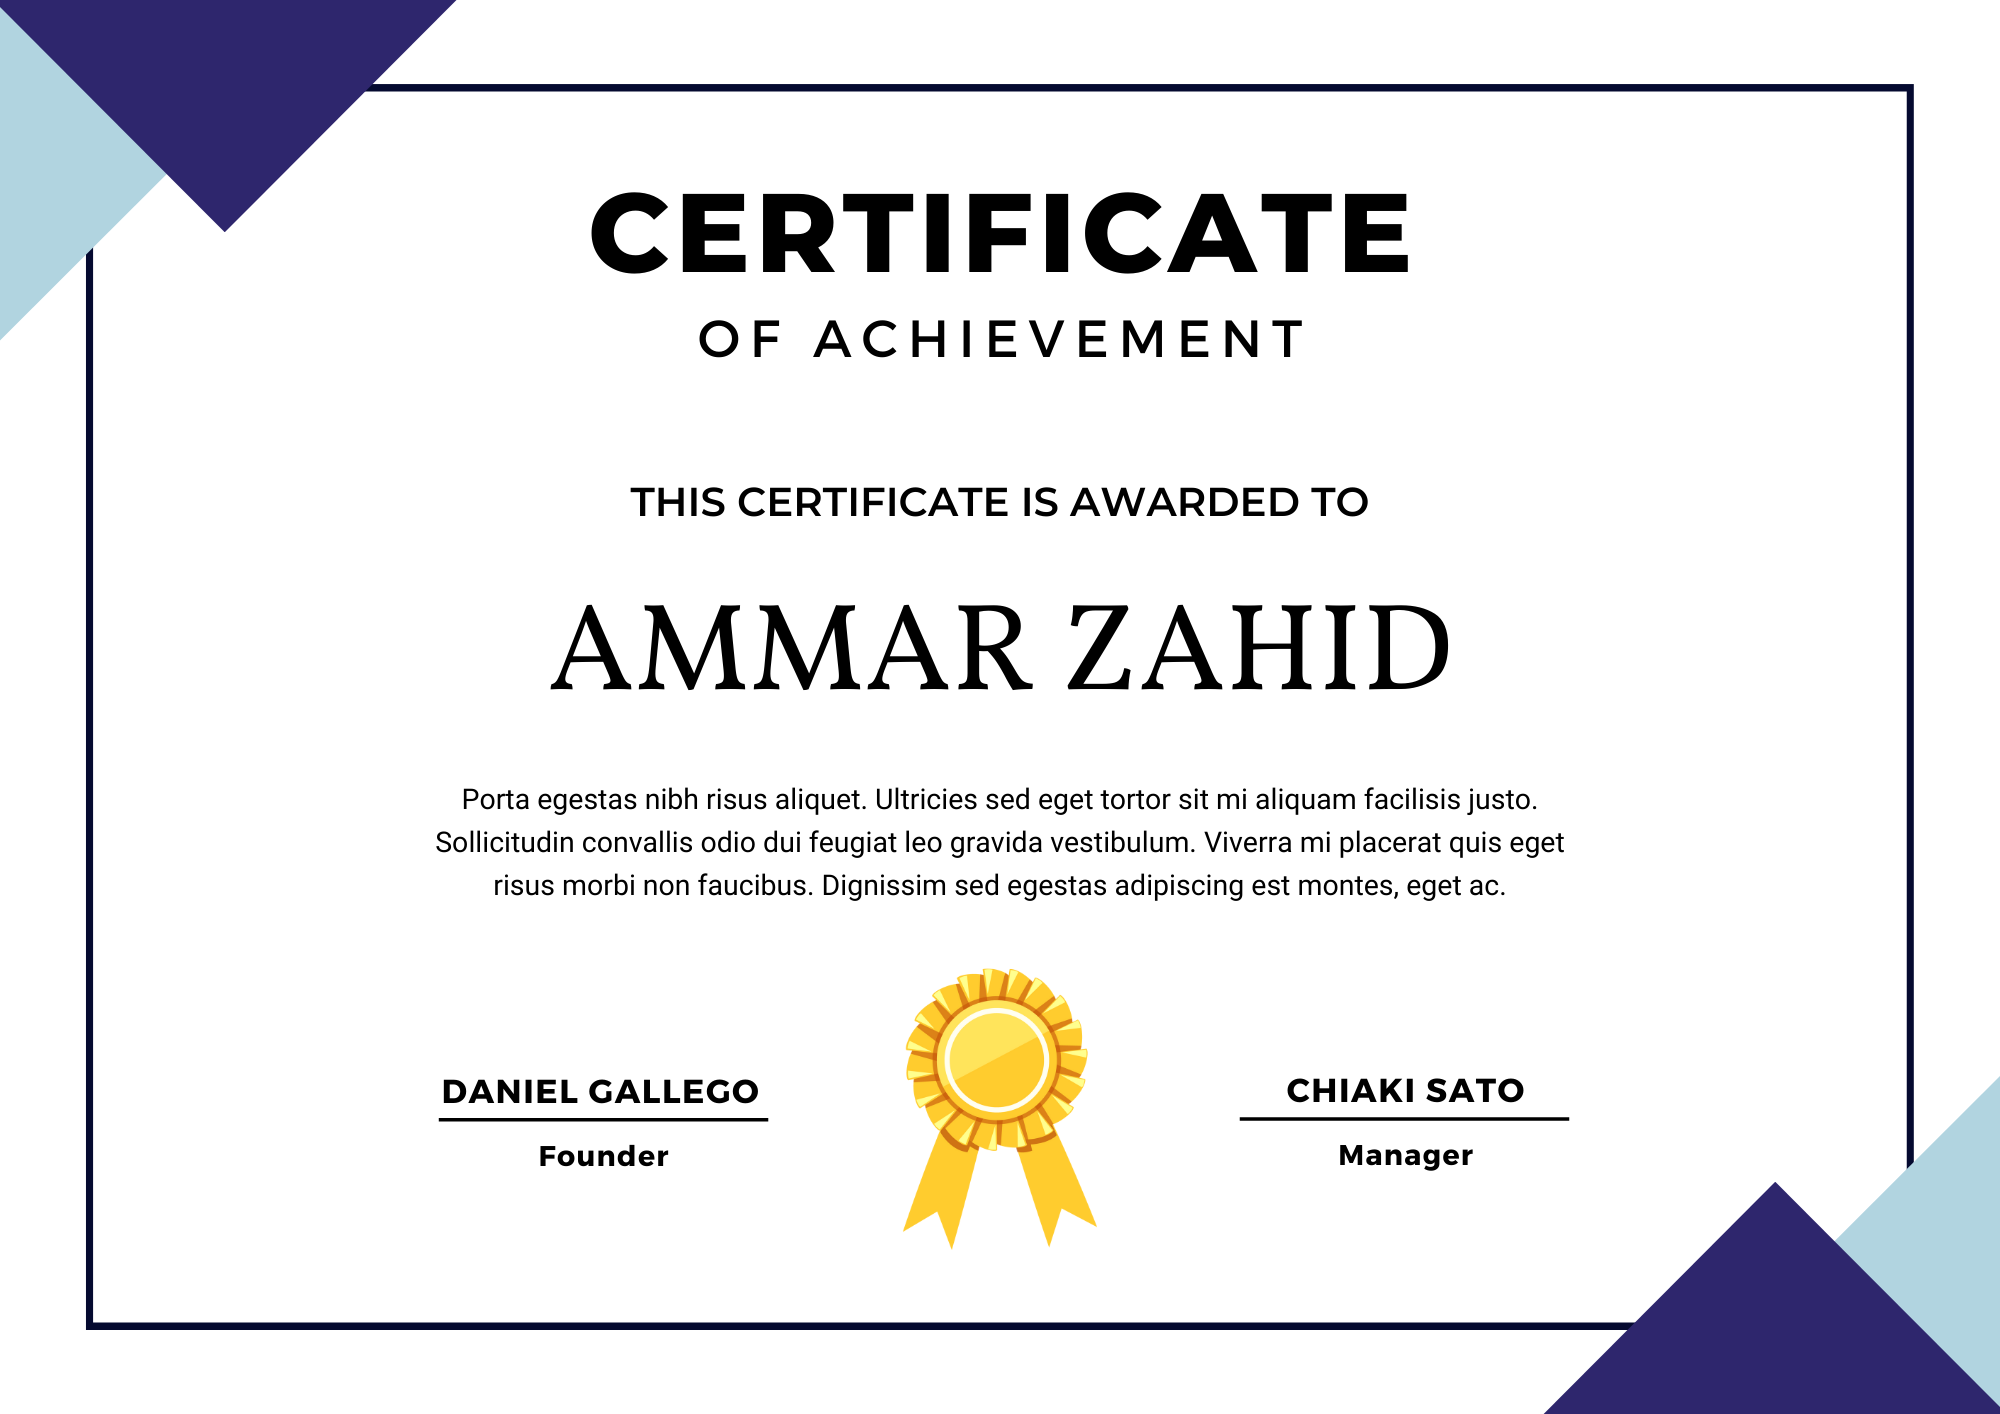 CERTIFICATE
OF ACHIEVEMENT
THIS CERTIFICATE IS AWARDED TO
AMMAR ZAHID
Porta egestas nibh risus aliquet. Ultricies sed eget tortor sit mi aliquam facilisis justo.
Sollicitudin convallis odio dui feugiat leo gravida vestibulum. Viverra mi placerat quis eget
risus morbi non faucibus. Dignissim sed egestas adipiscing est montes, eget ac.
DANIEL GALLEGO
Founder
CHIAKI SATO
Manager